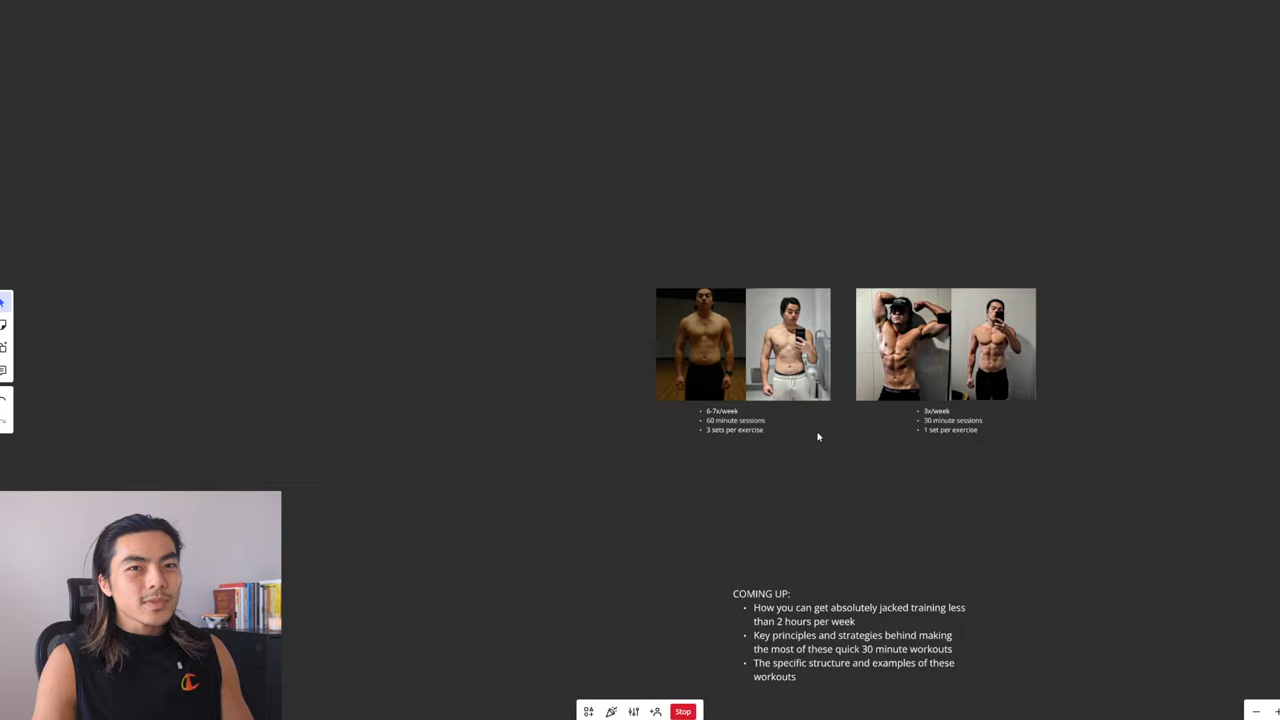 • 6-7x/week
• 60 minute sessions
• 3 sets per exercise
• 3x/week
• 30 minute sessions
• 1 set per exercise
COMING UP:
• How you can get absolutely jacked training less
than 2 hours per week
• Key principles and strategies behind making
the most of these quick 30 minute workouts
• The specific structure and examples of these
workouts
Stop